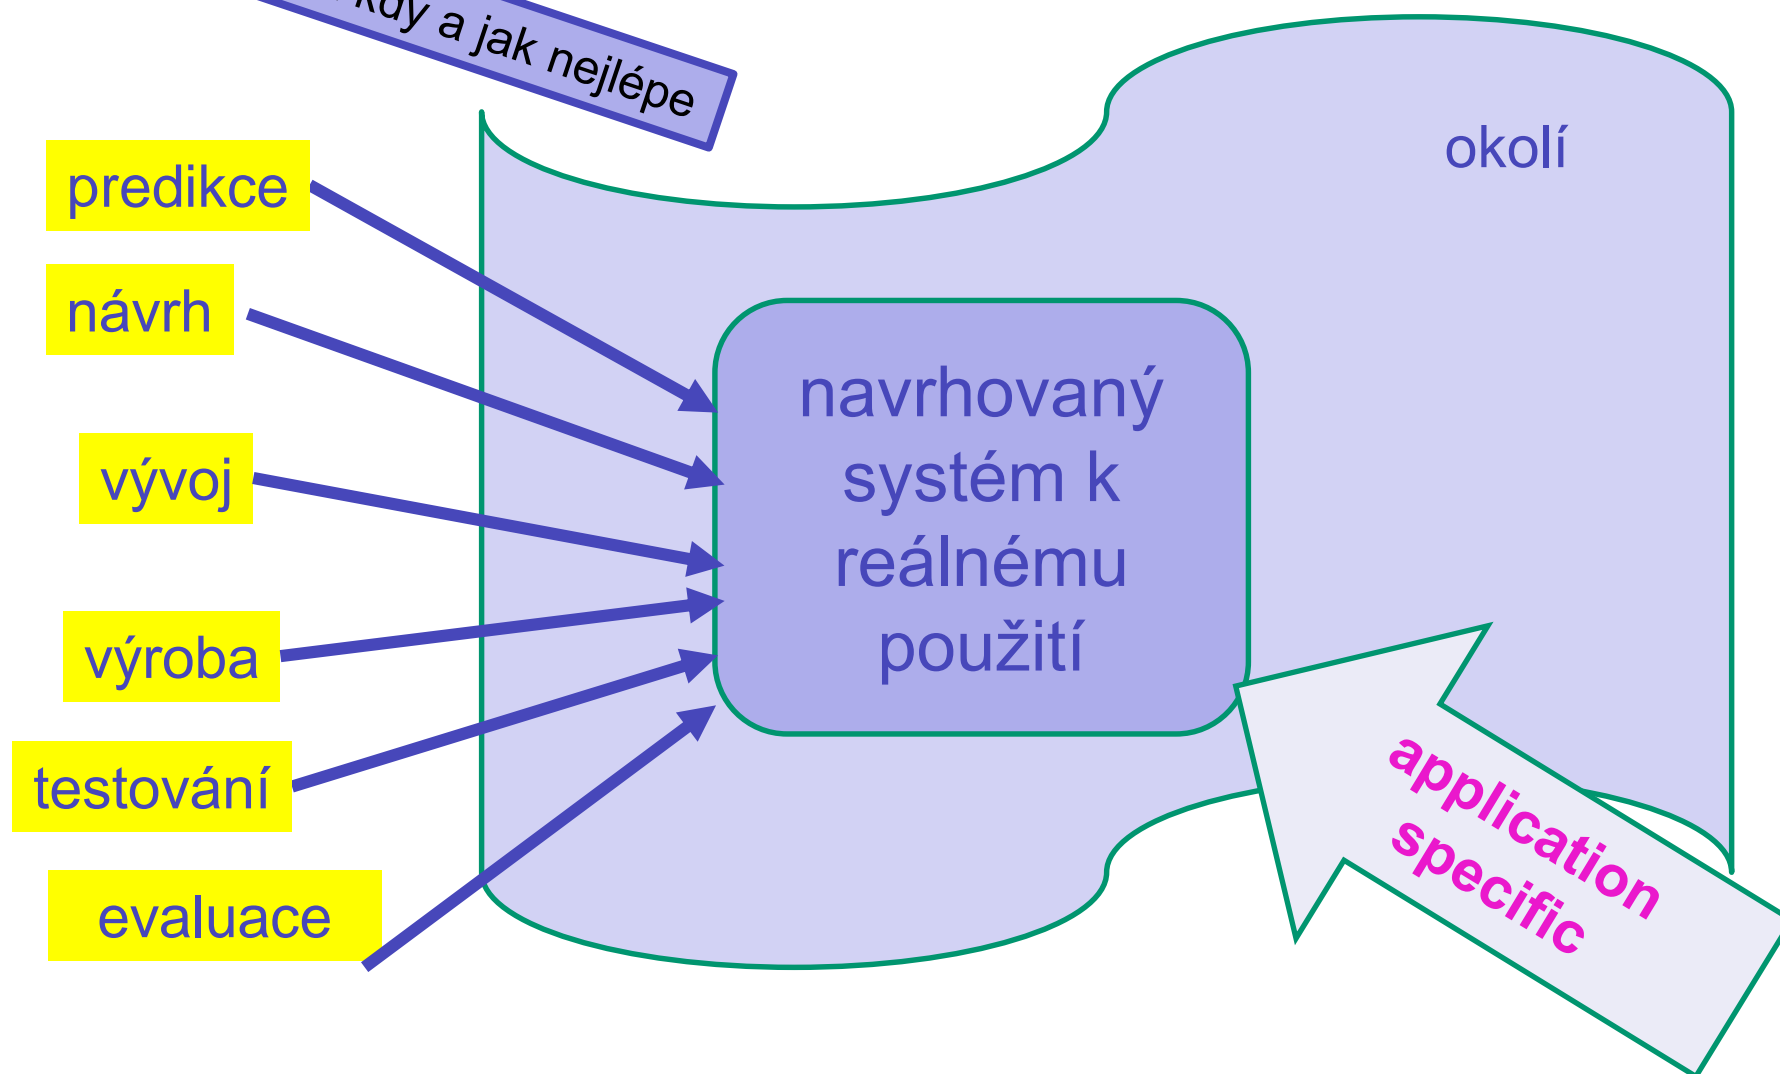 kdy a jak nejlépe
okolí
predikce
návrh
vývoj
výroba
testování
evaluace
navrhovaný
systém k
reálnému
použití
application
specific